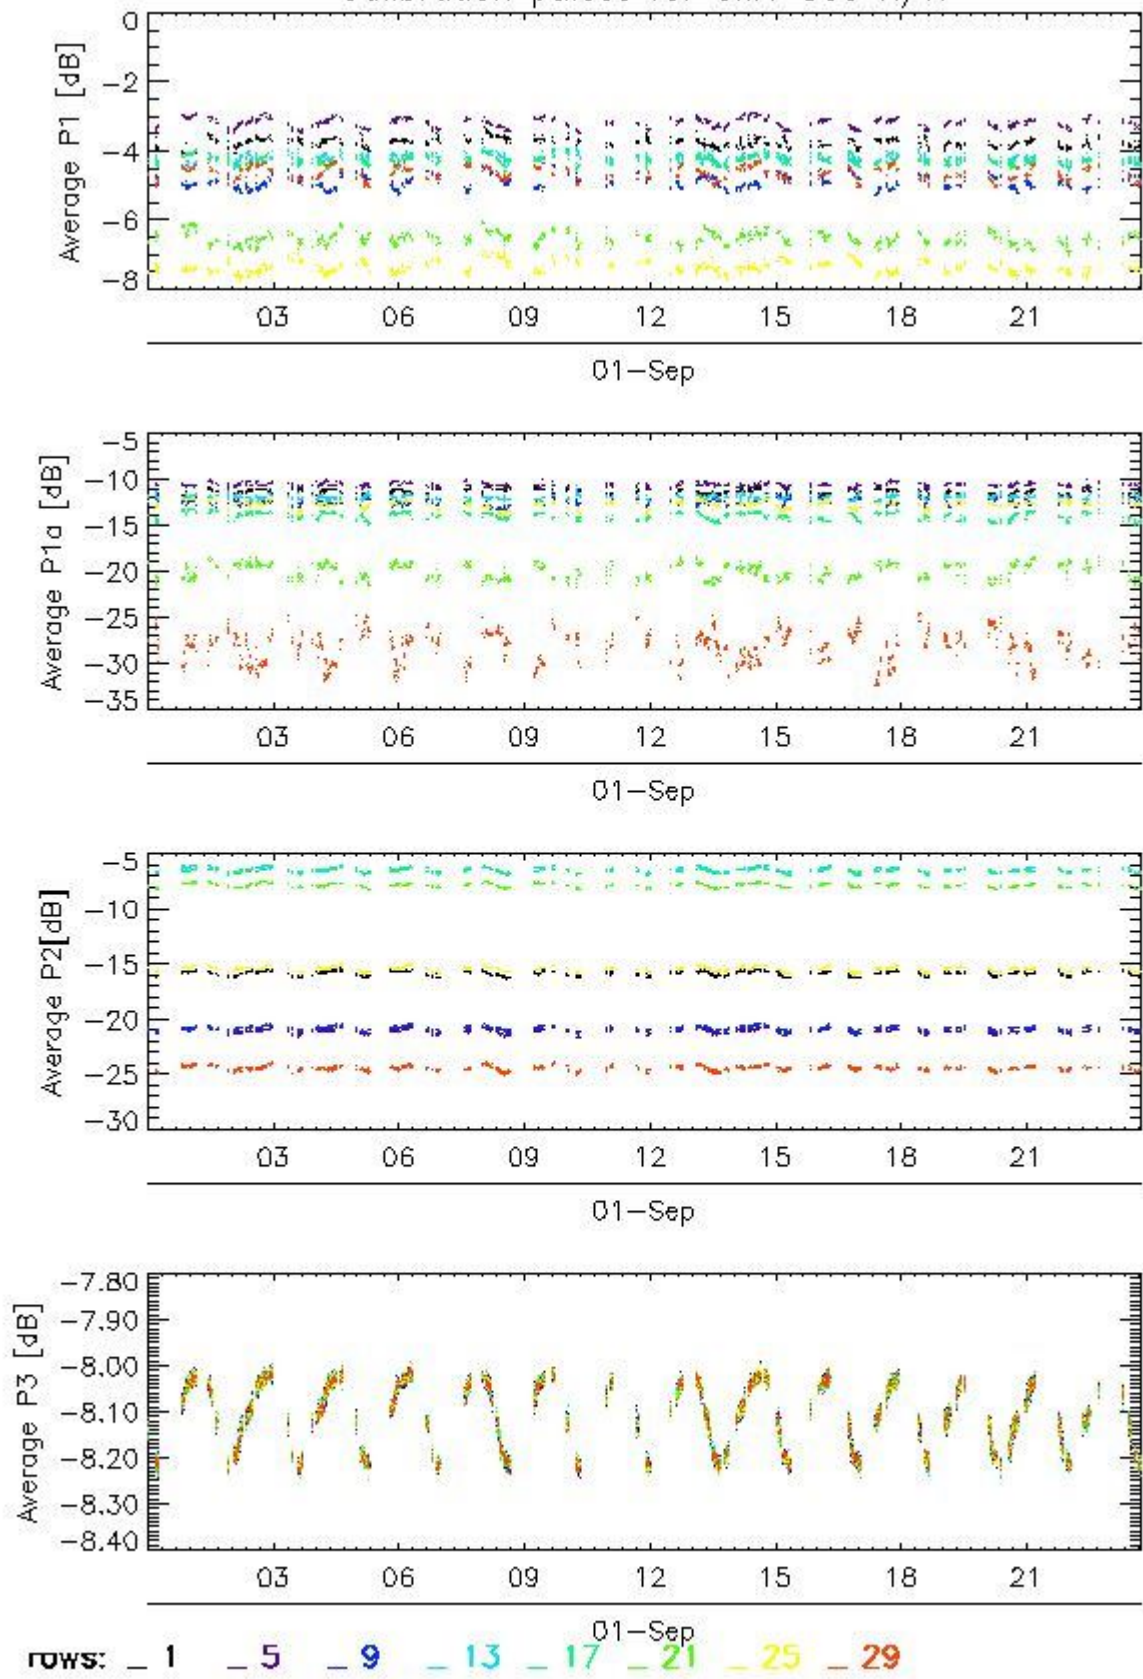 Average P1 [dB]
0
−2
−4
−6
−8
03 06 09 12 15 18 21
01−Sep
Average P1a [dB]
−5
−10
−15
−20
−25
−30
−35
03 06 09 12 15 18 21
01−Sep
Average P2[dB]
−5
−10
−15
−20
−25
−30
03 06 09 12 15 18 21
01−Sep
Average P3 [dB]
−7.80
−7.90
−8.00
−8.10
−8.20
−8.30
−8.40
03 06 09 12 15 18 21
01−Sep
rows: _ 1 _ 5 _ 9 _ 13 _ 17 _ 21 _ 25 _ 29